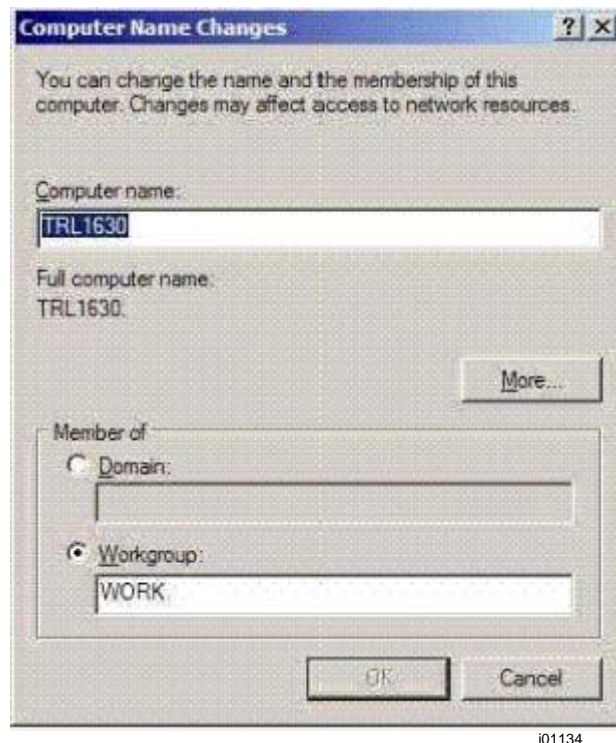 Computer Name Changes
You can change the name and the membership of this
computer. Changes may affect access to network resources.
Computer name:
TRL1630
Full computer name:
TRL1630.
More...
Member of
Domain:
Workgroup:
WORK
OK
Cancel
i01134